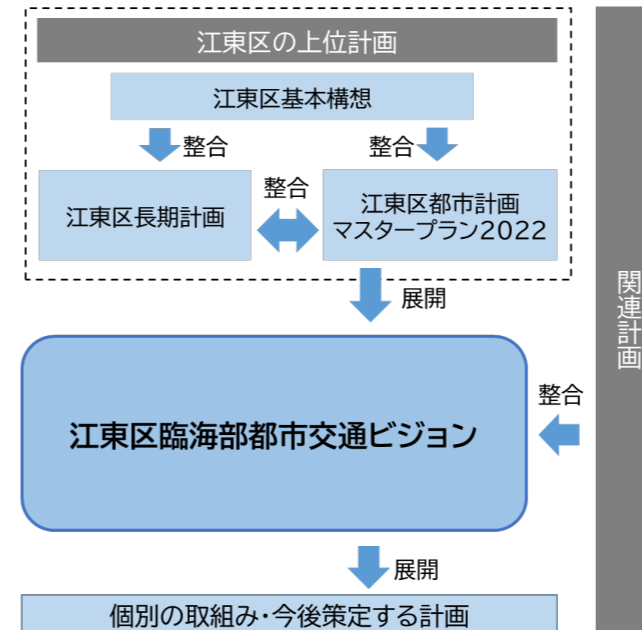 江東区の上位計画
江東区基本構想
整合
整合
江東区長期計画
整合
江東区都市計画
マスタープラン2022
展開
関連計画
江東区臨海部都市交通ビジョン
整合
展開
個別の取組み・今後策定する計画